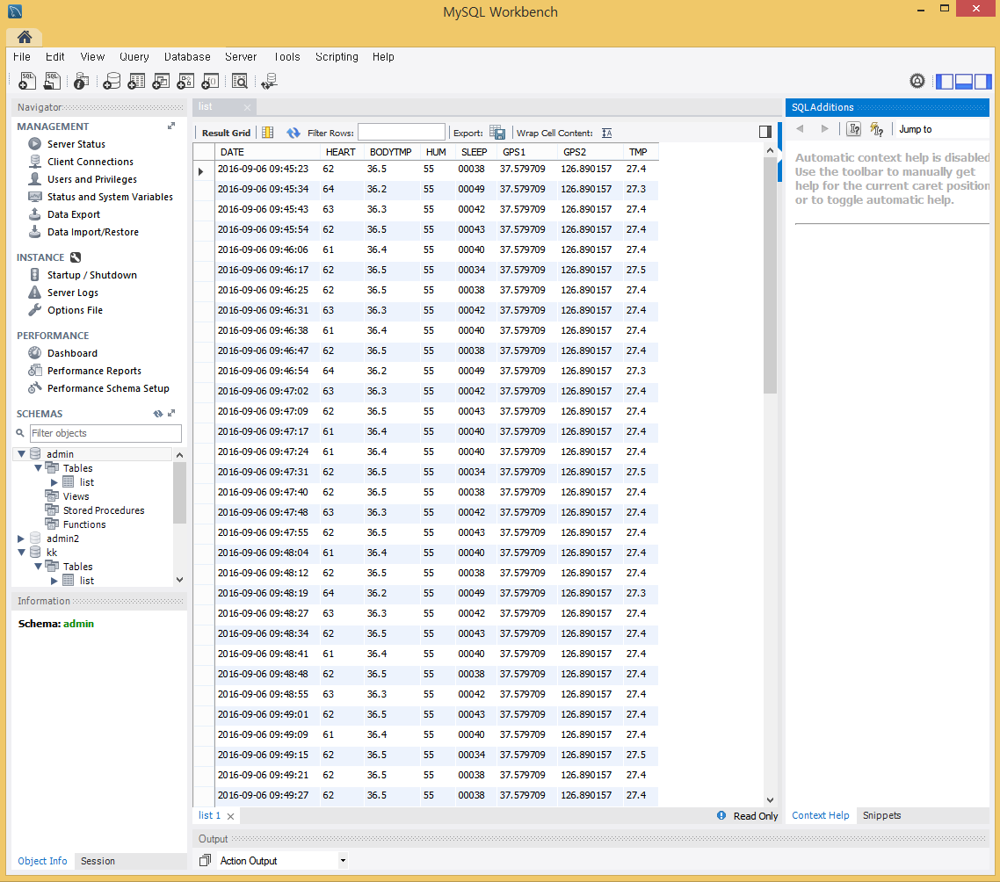 MySQL Workbench
File Edit View Query Database Server Tools Scripting Help
Navigator
MANAGEMENT
Server Status
Client Connections
Users and Privileges
Status and System Variables
Data Export
Data Import/Restore
INSTANCE
Startup / Shutdown
Server Logs
Options File
PERFORMANCE
Dashboard
Performance Reports
Performance Schema Setup
SCHEMAS
Filter objects
admin
Tables
list
Views
Stored Procedures
Functions
admin2
kk
Tables
list
Information
Schema: admin
Object Info Session
list
Result Grid Filter Rows: Export: Wrap Cell Content:
DATE HEART BODYTMP HUM SLEEP GPS1 GPS2 TMP
2016-09-06 09:45:23 62 36.5 55 00038 37.579709 126.890157 27.4
2016-09-06 09:45:34 64 36.2 55 00049 37.579709 126.890157 27.3
2016-09-06 09:45:43 63 36.3 55 00042 37.579709 126.890157 27.4
2016-09-06 09:45:54 62 36.5 55 00043 37.579709 126.890157 27.4
2016-09-06 09:46:06 61 36.4 55 00040 37.579709 126.890157 27.4
2016-09-06 09:46:17 62 36.5 55 00034 37.579709 126.890157 27.5
2016-09-06 09:46:25 62 36.5 55 00038 37.579709 126.890157 27.4
2016-09-06 09:46:31 63 36.3 55 00042 37.579709 126.890157 27.4
2016-09-06 09:46:38 61 36.4 55 00040 37.579709 126.890157 27.4
2016-09-06 09:46:47 62 36.5 55 00038 37.579709 126.890157 27.4
2016-09-06 09:46:54 64 36.2 55 00049 37.579709 126.890157 27.3
2016-09-06 09:47:02 63 36.3 55 00042 37.579709 126.890157 27.4
2016-09-06 09:47:09 62 36.5 55 00043 37.579709 126.890157 27.4
2016-09-06 09:47:17 61 36.4 55 00040 37.579709 126.890157 27.4
2016-09-06 09:47:24 61 36.4 55 00040 37.579709 126.890157 27.4
2016-09-06 09:47:31 62 36.5 55 00034 37.579709 126.890157 27.5
2016-09-06 09:47:40 62 36.5 55 00038 37.579709 126.890157 27.4
2016-09-06 09:47:48 63 36.3 55 00042 37.579709 126.890157 27.4
2016-09-06 09:47:55 62 36.5 55 00043 37.579709 126.890157 27.4
2016-09-06 09:48:04 61 36.4 55 00040 37.579709 126.890157 27.4
2016-09-06 09:48:12 62 36.5 55 00038 37.579709 126.890157 27.4
2016-09-06 09:48:19 64 36.2 55 00049 37.579709 126.890157 27.3
2016-09-06 09:48:27 63 36.3 55 00042 37.579709 126.890157 27.4
2016-09-06 09:48:34 62 36.5 55 00043 37.579709 126.890157 27.4
2016-09-06 09:48:41 61 36.4 55 00040 37.579709 126.890157 27.4
2016-09-06 09:48:48 62 36.5 55 00038 37.579709 126.890157 27.4
2016-09-06 09:48:55 63 36.3 55 00042 37.579709 126.890157 27.4
2016-09-06 09:49:01 62 36.5 55 00043 37.579709 126.890157 27.4
2016-09-06 09:49:09 61 36.4 55 00040 37.579709 126.890157 27.4
2016-09-06 09:49:15 62 36.5 55 00034 37.579709 126.890157 27.5
2016-09-06 09:49:21 62 36.5 55 00038 37.579709 126.890157 27.4
2016-09-06 09:49:27 62 36.5 55 00038 37.579709 126.890157 27.4
list 1 Read Only
Output
Action Output
SQLAdditions
Jump to
Automatic context help is disabled
Use the toolbar to manually get
help for the current caret position
or to toggle automatic help.
Context Help Snippets